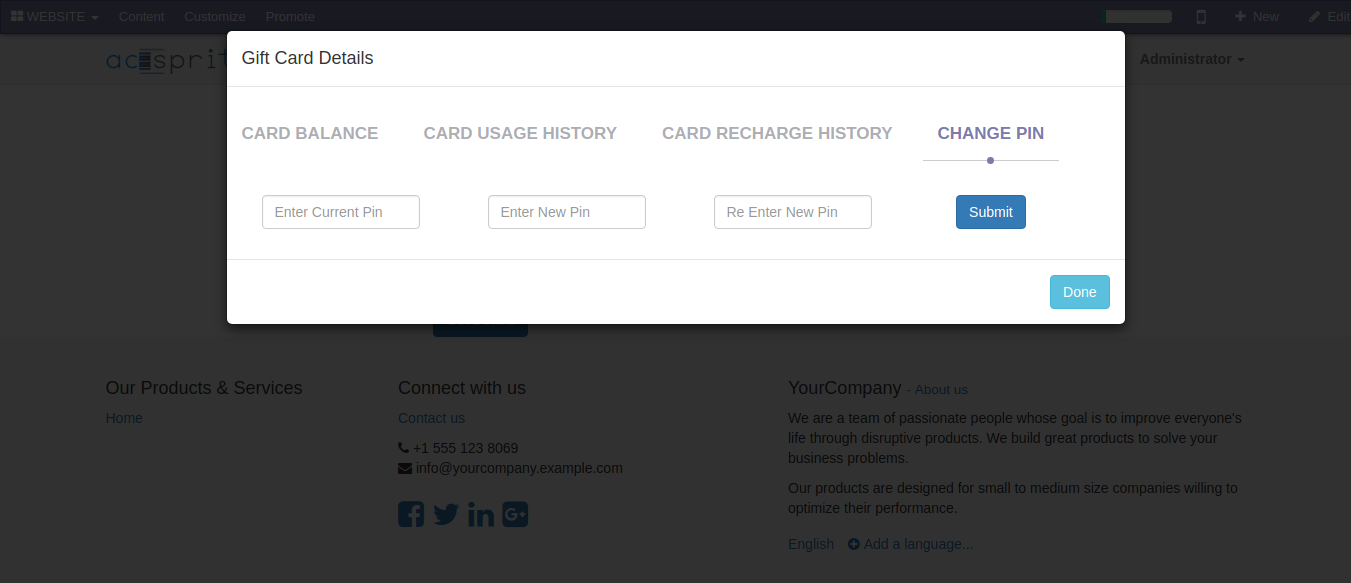 WEBSITE Content Customize Promote New Edit
Administrator
Gift Card Details
CARD BALANCE CARD USAGE HISTORY CARD RECHARGE HISTORY CHANGE PIN
Enter Current Pin Enter New Pin Re Enter New Pin Submit
Done
Our Products & Services
Home
Connect with us
Contact us
+1 555 123 8069
info@yourcompany.example.com
YourCompany - About us
We are a team of passionate people whose goal is to improve everyone's
life through disruptive products. We build great products to solve your
business problems.
Our products are designed for small to medium size companies willing to
optimize their performance.
English Add a language...